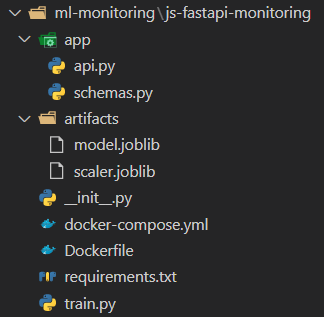 ml-monitoring\js-fastapi-monitoring
app
api.py
schemas.py
artifacts
model.joblib
scaler.joblib
__init__.py
docker-compose.yml
Dockerfile
requirements.txt
train.py